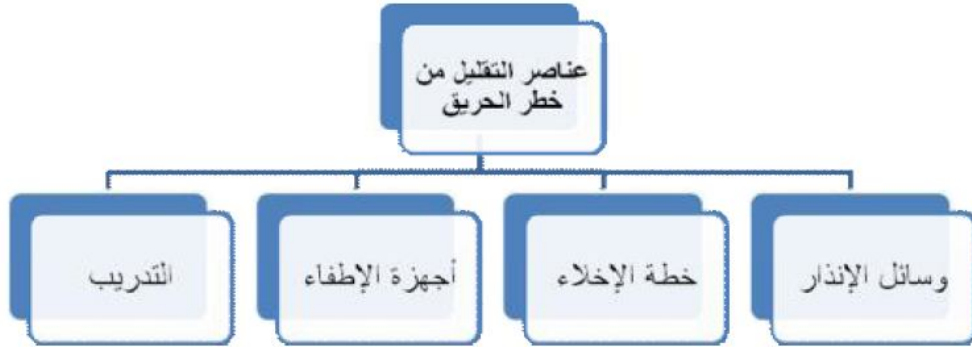 عناصر التقليل من
خطر الحريق
وسائل الإنذار
خطة الإخلاء
أجهزة الإطفاء
التدريب